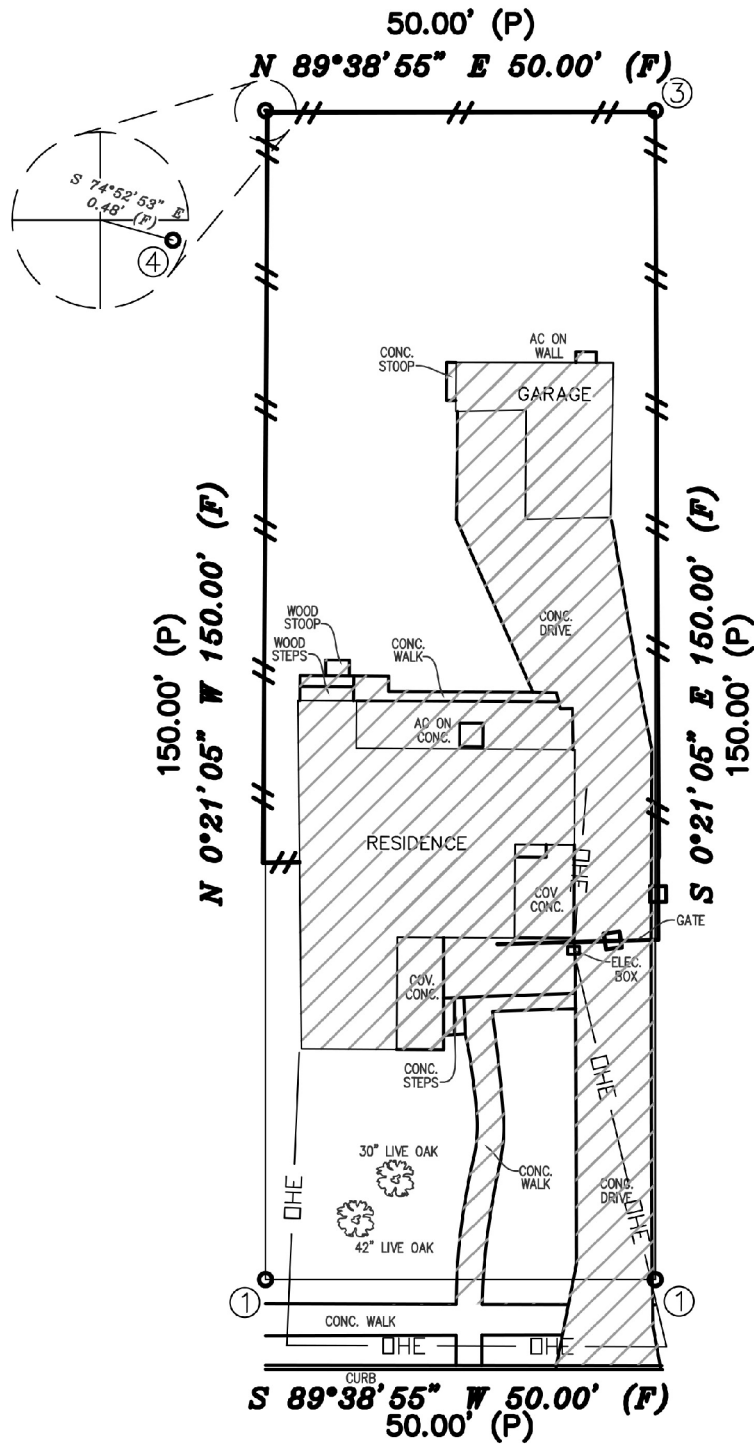 50.00' (P)
N 89°38'55" E 50.00' (F)
3
S 74°52'53" E
0.48' (F)
4
CONC.
STOOP
AC ON
WALL
GARAGE
150.00' (P)
N 0°21'05" W 150.00' (F)
S 0°21'05" E 150.00' (F)
150.00' (P)
WOOD
STOOP
WOOD
STEPS
CONC.
WALK
CONC.
DRIVE
AC ON
CONC.
RESIDENCE
OHE
COV.
CONC.
GATE
ELEC.
BOX
COV.
CONC.
CONC.
STEPS
OHE
30" LIVE OAK
CONC.
WALK
CONC.
DRIVE
OHE
42" LIVE OAK
OHE
1
1
CONC. WALK
OHE
OHE
CURB
S 89°38'55" W 50.00' (F)
50.00' (P)